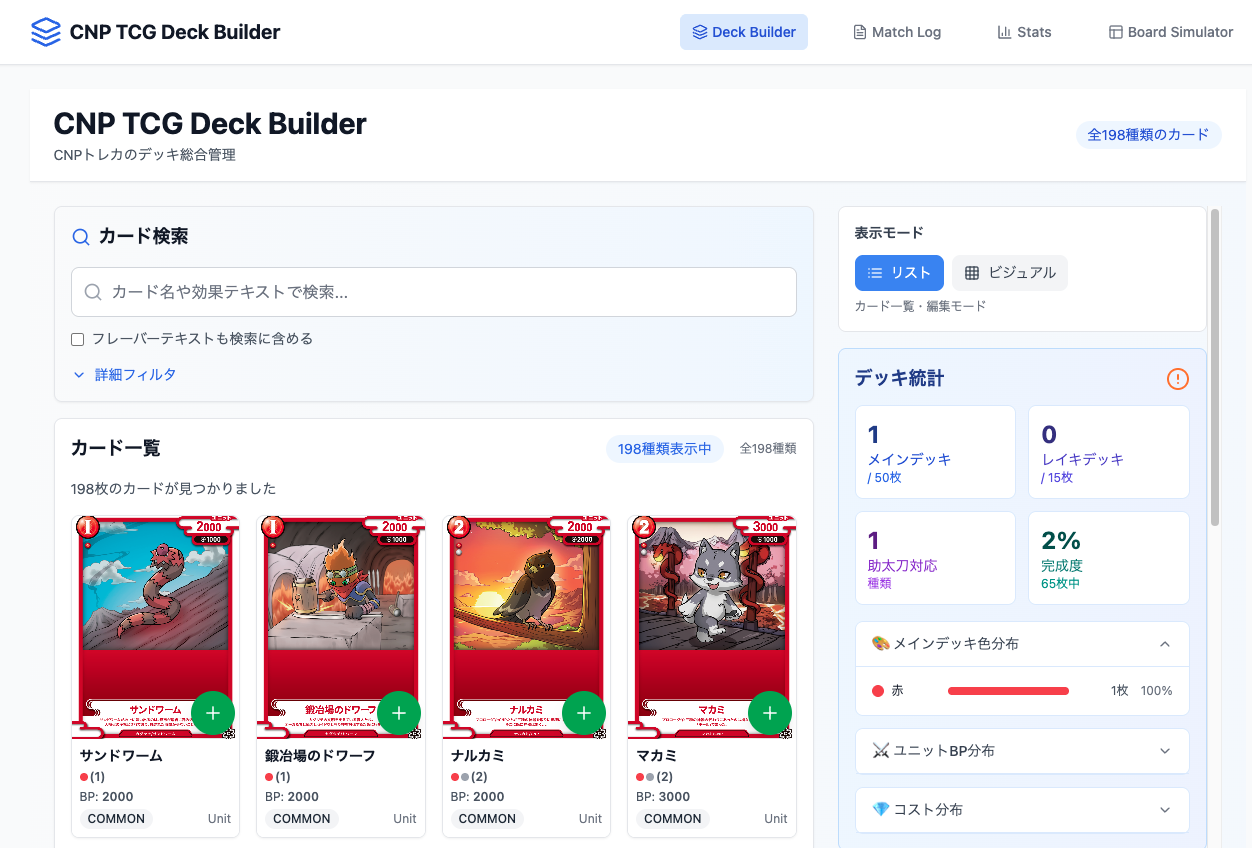 CNP TCG Deck Builder
Deck Builder
Match Log
Stats
Board Simulator
CNP TCG Deck Builder
CNPトレカのデッキ総合管理
全198種類のカード
カード検索
カード名や効果テキストで検索...
フレーバーテキストも検索に含める
詳細フィルタ
カード一覧
198種類表示中
全198種類
198枚のカードが見つかりました
1
2000
1000
サンドワーム
1
2000
1000
鍛冶場のドワーフ
2
2000
2000
ナルカミ
2
3000
1000
マカミ
サンドワーム
(1)
BP: 2000
COMMON
Unit
鍛冶場のドワーフ
(1)
BP: 2000
COMMON
Unit
ナルカミ
(2)
BP: 2000
COMMON
Unit
マカミ
(2)
BP: 3000
COMMON
Unit
表示モード
リスト
ビジュアル
カード一覧・編集モード
デッキ統計
1
メインデッキ
/ 50枚
0
レイキデッキ
/ 15枚
1
助太刀対応
種類
2%
完成度
65枚中
メインデッキ色分布
赤
1枚
100%
ユニットBP分布
コスト分布